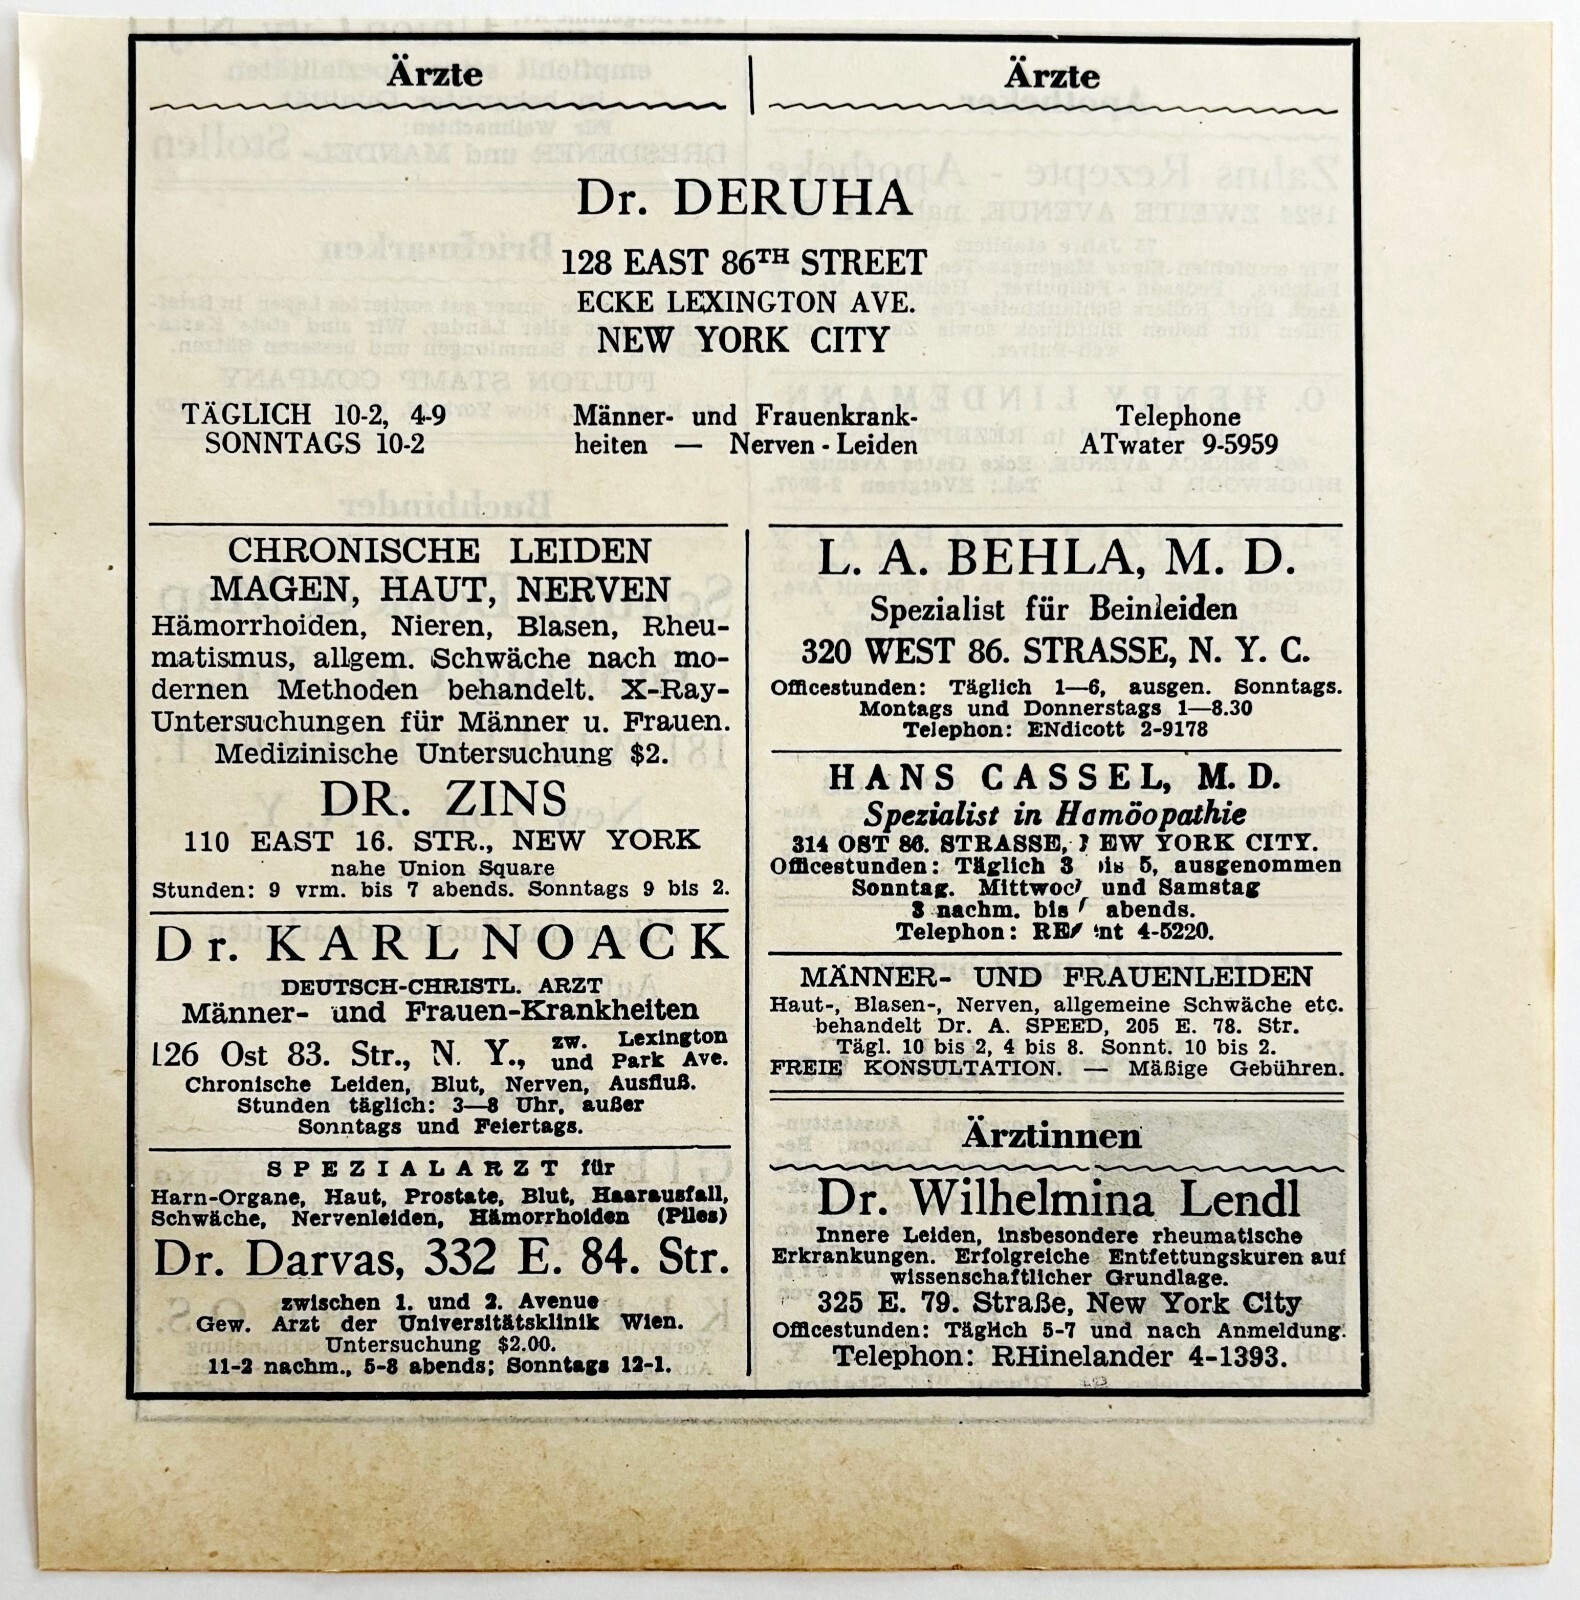 Ärzte
Ärzte
Dr. DERUHA
128 EAST 86TH STREET
ECKE LEXINGTON AVE.
NEW YORK CITY
TÄGLICH 10-2, 4-9
SONNTAGS 10-2
Männer- und Frauenkrank-
heiten — Nerven - Leiden
Telephone
ATwater 9-5959
CHRONISCHE LEIDEN
MAGEN, HAUT, NERVEN
Hämorrhoiden, Nieren, Blasen, Rheu-
matismus, allgem. Schwäche nach mo-
dernen Methoden behandelt. X-Ray-
Untersuchungen für Männer u. Frauen.
Medizinische Untersuchung $2.
DR. ZINS
110 EAST 16. STR., NEW YORK
nahe Union Square
Stunden: 9 vrm. bis 7 abends. Sonntags 9 bis 2.
Dr. KARL NOACK
DEUTSCH-CHRISTL. ARZT
Männer- und Frauen-Krankheiten
126 Ost 83. Str., N. Y., zw. Lexington
und Park Ave.
Chronische Leiden, Blut, Nerven, Ausfluß.
Stunden täglich: 3—8 Uhr, außer
Sonntags und Feiertags.
SPEZIALARZT für
Harn-Organe, Haut, Prostate, Blut, Haarausfall,
Schwäche, Nervenleiden, Hämorrhoiden (Piles)
Dr. Darvas, 332 E. 84. Str.
zwischen 1. und 2. Avenue
Gew. Arzt der Universitätsklinik Wien.
Untersuchung $2.00.
11-2 nachm., 5-8 abends; Sonntags 12-1.
L. A. BEHLA, M. D.
Spezialist für Beinleiden
320 WEST 86. STRASSE, N. Y. C.
Officestunden: Täglich 1—6, ausgen. Sonntags.
Montags und Donnerstags 1—8.30
Telephon: ENdicott 2-9178
HANS CASSEL, M. D.
Spezialist in Homöopathie
314 OST 86. STRASSE, NEW YORK CITY.
Officestunden: Täglich 3 bis 5, ausgenommen
Sonntag. Mittwoch und Samstag
3 nachm. bis abends.
Telephon: REgent 4-5220.
MÄNNER- UND FRAUENLEIDEN
Haut-, Blasen-, Nerven, allgemeine Schwäche etc.
behandelt Dr. A. SPEED, 205 E. 78. Str.
Tägl. 10 bis 2, 4 bis 8. Sonnt. 10 bis 2.
FREIE KONSULTATION. — Mäßige Gebühren.
Ärztinnen
Dr. Wilhelmina Lendl
Innere Leiden, insbesondere rheumatische
Erkrankungen. Erfolgreiche Entfettungskuren auf
wissenschaftlicher Grundlage.
325 E. 79. Straße, New York City
Officestunden: Täglich 5-7 und nach Anmeldung.
Telephon: RHinelander 4-1393.